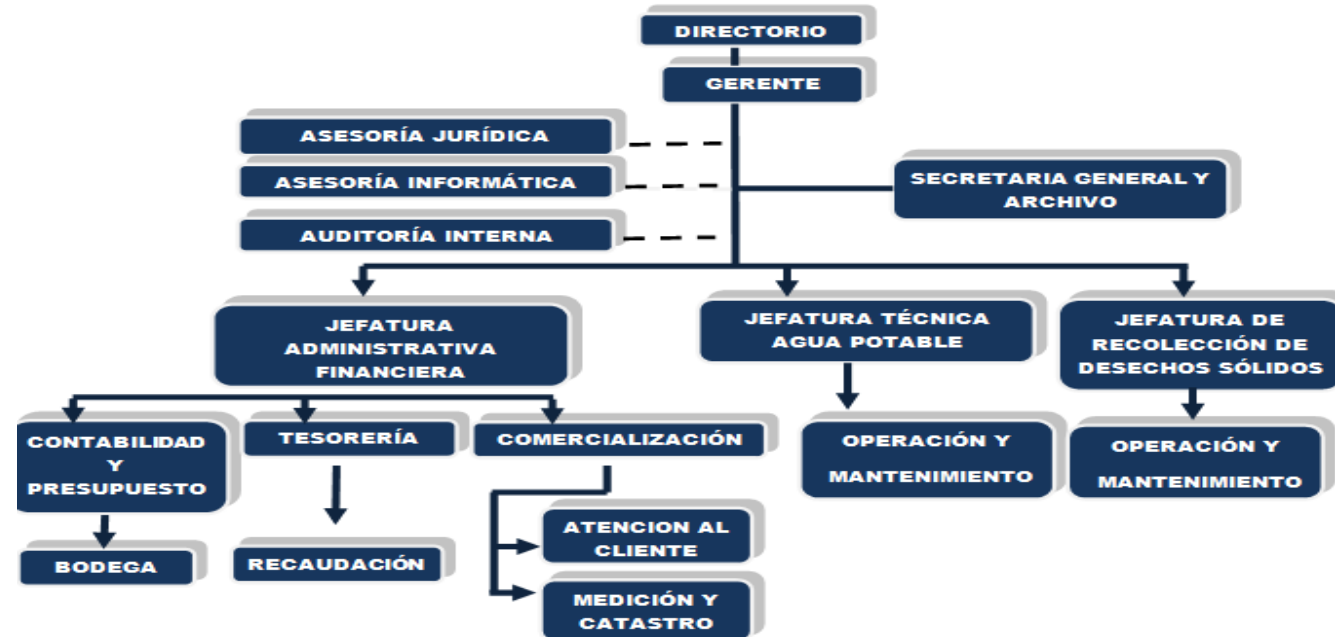 DIRECTORIO
GERENTE
ASESORÍA JURÍDICA
ASESORÍA INFORMÁTICA
AUDITORÍA INTERNA
SECRETARIA GENERAL Y
ARCHIVO
JEFATURA
ADMINISTRATIVA
FINANCIERA
JEFATURA TÉCNICA
AGUA POTABLE
JEFATURA DE
RECOLECCIÓN DE
DESECHOS SÓLIDOS
CONTABILIDAD
Y
PRESUPUESTO
TESORERÍA
COMERCIALIZACIÓN
OPERACIÓN Y
MANTENIMIENTO
OPERACIÓN Y
MANTENIMIENTO
BODEGA
RECAUDACIÓN
ATENCION AL
CLIENTE
MEDICIÓN Y
CATASTRO